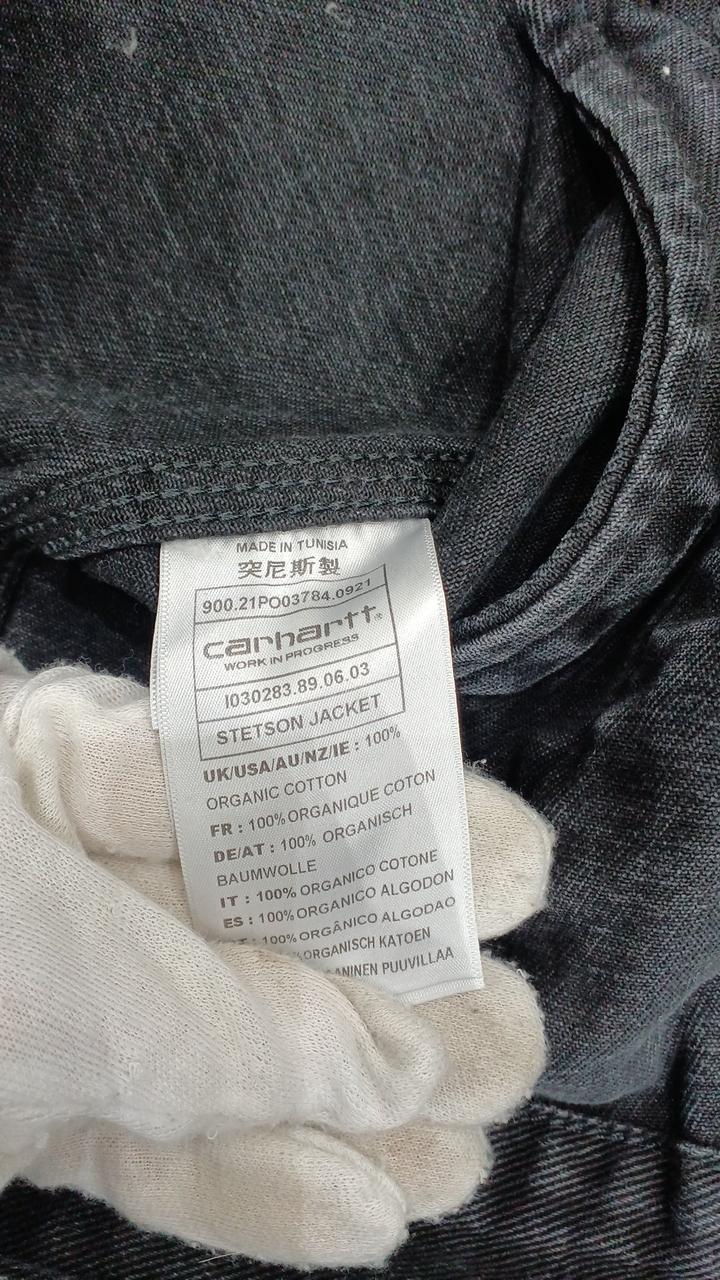 MADE IN TUNISIA
突尼斯製
900.21PO03784.0921
carhartt®
WORK IN PROGRESS
I030283.89.06.03
STETSON JACKET
UK/USA/AU/NZ/IE : 100%
ORGANIC COTTON
FR : 100% ORGANIQUE COTON
DE/AT : 100% ORGANISCH
BAUMWOLLE
IT : 100% ORGANICO COTONE
ES : 100% ORGANICO ALGODON
: 100% ORGÂNICO ALGODAO
ORGANISCH KATOEN
PUUVILLAA